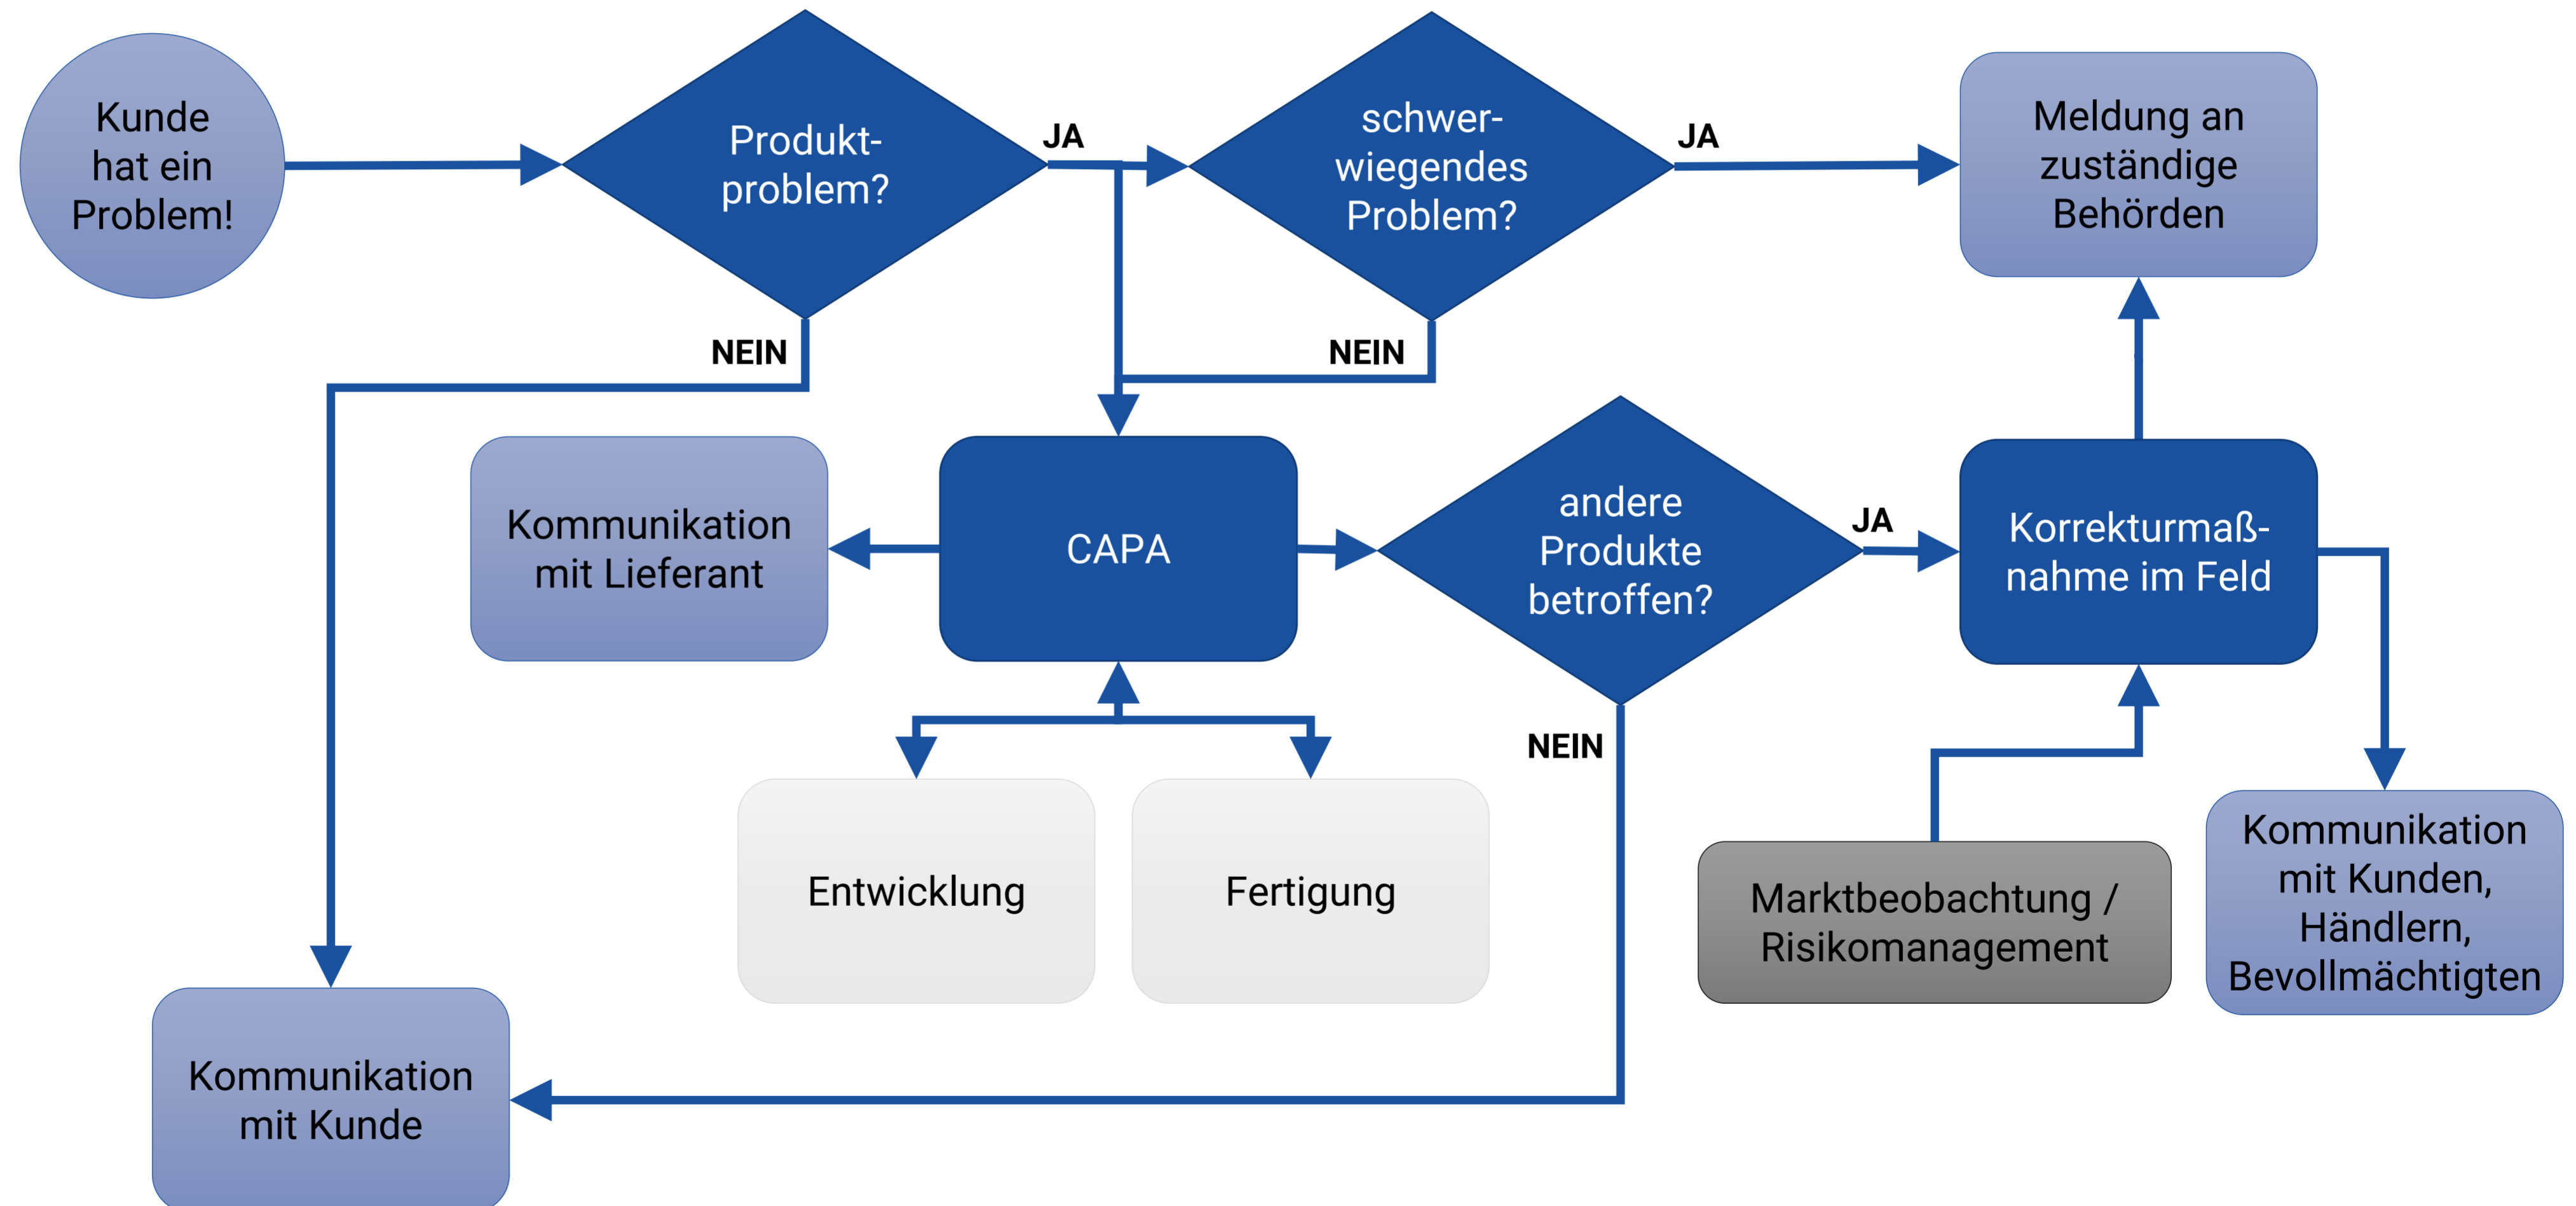 Kunde
hat ein
Problem!
Produkt-
problem?
JA
schwer-
wiegendes
Problem?
JA
Meldung an
zuständige
Behörden
NEIN
NEIN
Kommunikation
mit Lieferant
CAPA
andere
Produkte
betroffen?
JA
Korrekturmaß-
nahme im Feld
NEIN
Entwicklung
Fertigung
Marktbeobachtung /
Risikomanagement
Kommunikation
mit Kunden,
Händlern,
Bevollmächtigten
Kommunikation
mit Kunde